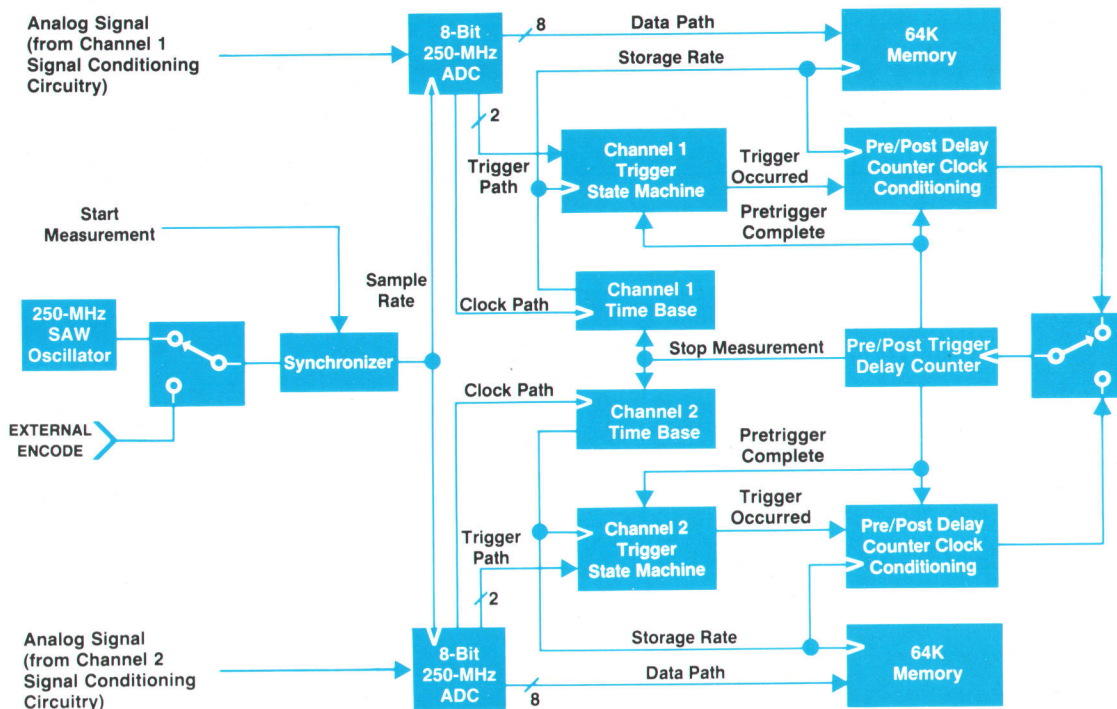 Analog Signal
(from Channel 1
Signal Conditioning
Circuitry)
8-Bit
250-MHz
ADC
8
Data Path
64K
Memory
Storage Rate
2
Trigger
Path
Channel 1
Trigger
State Machine
Trigger
Occurred
Pre/Post Delay
Counter Clock
Conditioning
Pretrigger
Complete
Start
Measurement
Sample
Rate
Clock Path
Channel 1
Time Base
250-MHz
SAW
Oscillator
Synchronizer
Stop Measurement
Pre/Post Trigger
Delay Counter
EXTERNAL
ENCODE
Clock Path
Channel 2
Time Base
Pretrigger
Complete
Trigger
Path
Channel 2
Trigger
State Machine
Trigger
Occurred
Pre/Post Delay
Counter Clock
Conditioning
2
Analog Signal
(from Channel 2
Signal Conditioning
Circuitry)
8-Bit
250-MHz
ADC
Storage Rate
8
Data Path
64K
Memory